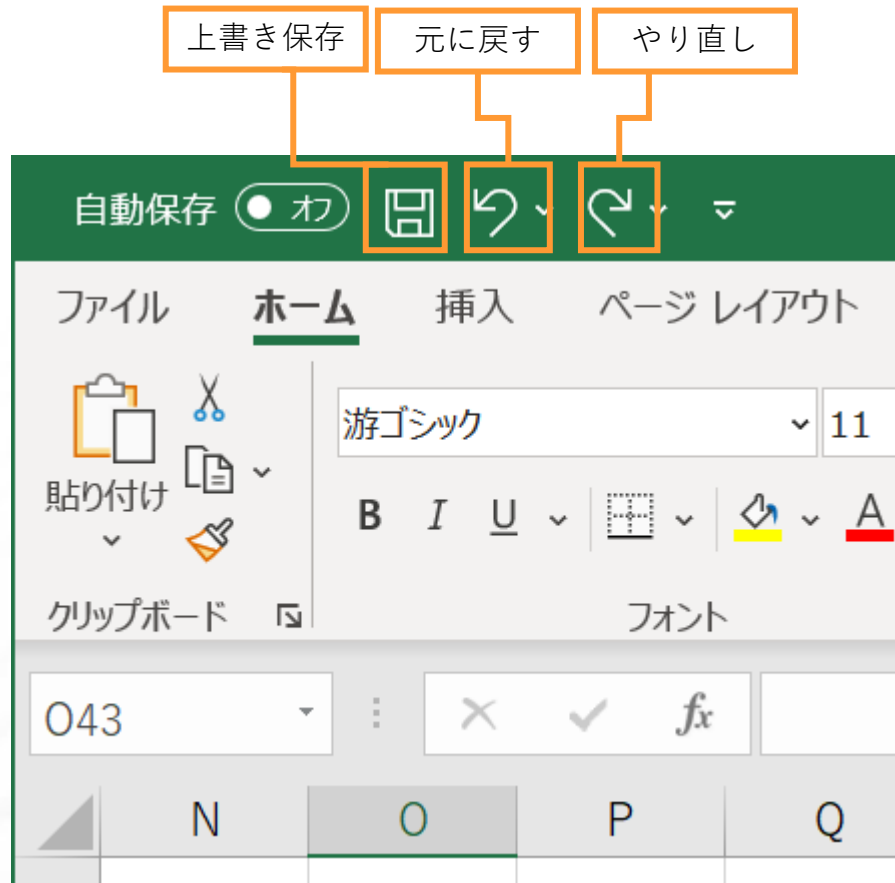 上書き保存 元に戻す やり直し
自動保存 オフ
ファイル ホーム 挿入 ページ レイアウト
游ゴシック 11
貼り付け
B I U A
クリップボード フォント
O43 fx
N O P Q